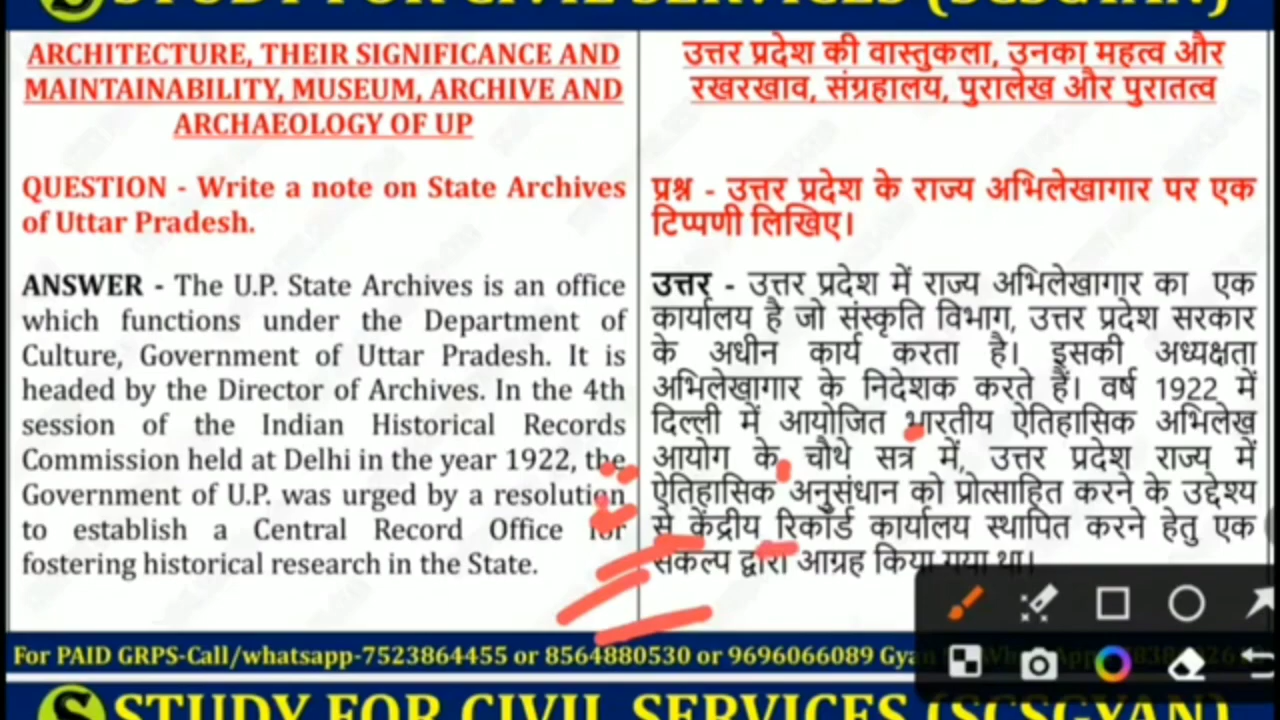 STUDY FOR CIVIL SERVICES (SCSGYAN)
ARCHITECTURE, THEIR SIGNIFICANCE AND
MAINTAINABILITY, MUSEUM, ARCHIVE AND
ARCHAEOLOGY OF UP
QUESTION - Write a note on State Archives
of Uttar Pradesh.
ANSWER - The U.P. State Archives is an office
which functions under the Department of
Culture, Government of Uttar Pradesh. It is
headed by the Director of Archives. In the 4th
session of the Indian Historical Records
Commission held at Delhi in the year 1922, the
Government of U.P. was urged by a resolution
to establish a Central Record Office for
fostering historical research in the State.
उत्तर प्रदेश की वास्तुकला, उनका महत्व और
रखरखाव, संग्रहालय, पुरालेख और पुरातत्व
प्रश्न - उत्तर प्रदेश के राज्य अभिलेखागार पर एक
टिप्पणी लिखिए।
उत्तर - उत्तर प्रदेश में राज्य अभिलेखागार का एक
कार्यालय है जो संस्कृति विभाग, उत्तर प्रदेश सरकार
के अधीन कार्य करता है। इसकी अध्यक्षता
अभिलेखागार के निदेशक करते हैं। वर्ष 1922 में
दिल्ली में आयोजित भारतीय ऐतिहासिक अभिलेख
आयोग के चौथे सत्र में, उत्तर प्रदेश राज्य में
ऐतिहासिक अनुसंधान को प्रोत्साहित करने के उद्देश्य
से केंद्रीय रिकॉर्ड कार्यालय स्थापित करने हेतु एक
संकल्प द्वारा आग्रह किया गया था।
For PAID GRPS-Call/whatsapp-7523864455 or 8564880530 or 9696066089 Gyan
STUDY FOR CIVIL SERVICES (SCSGYAN)